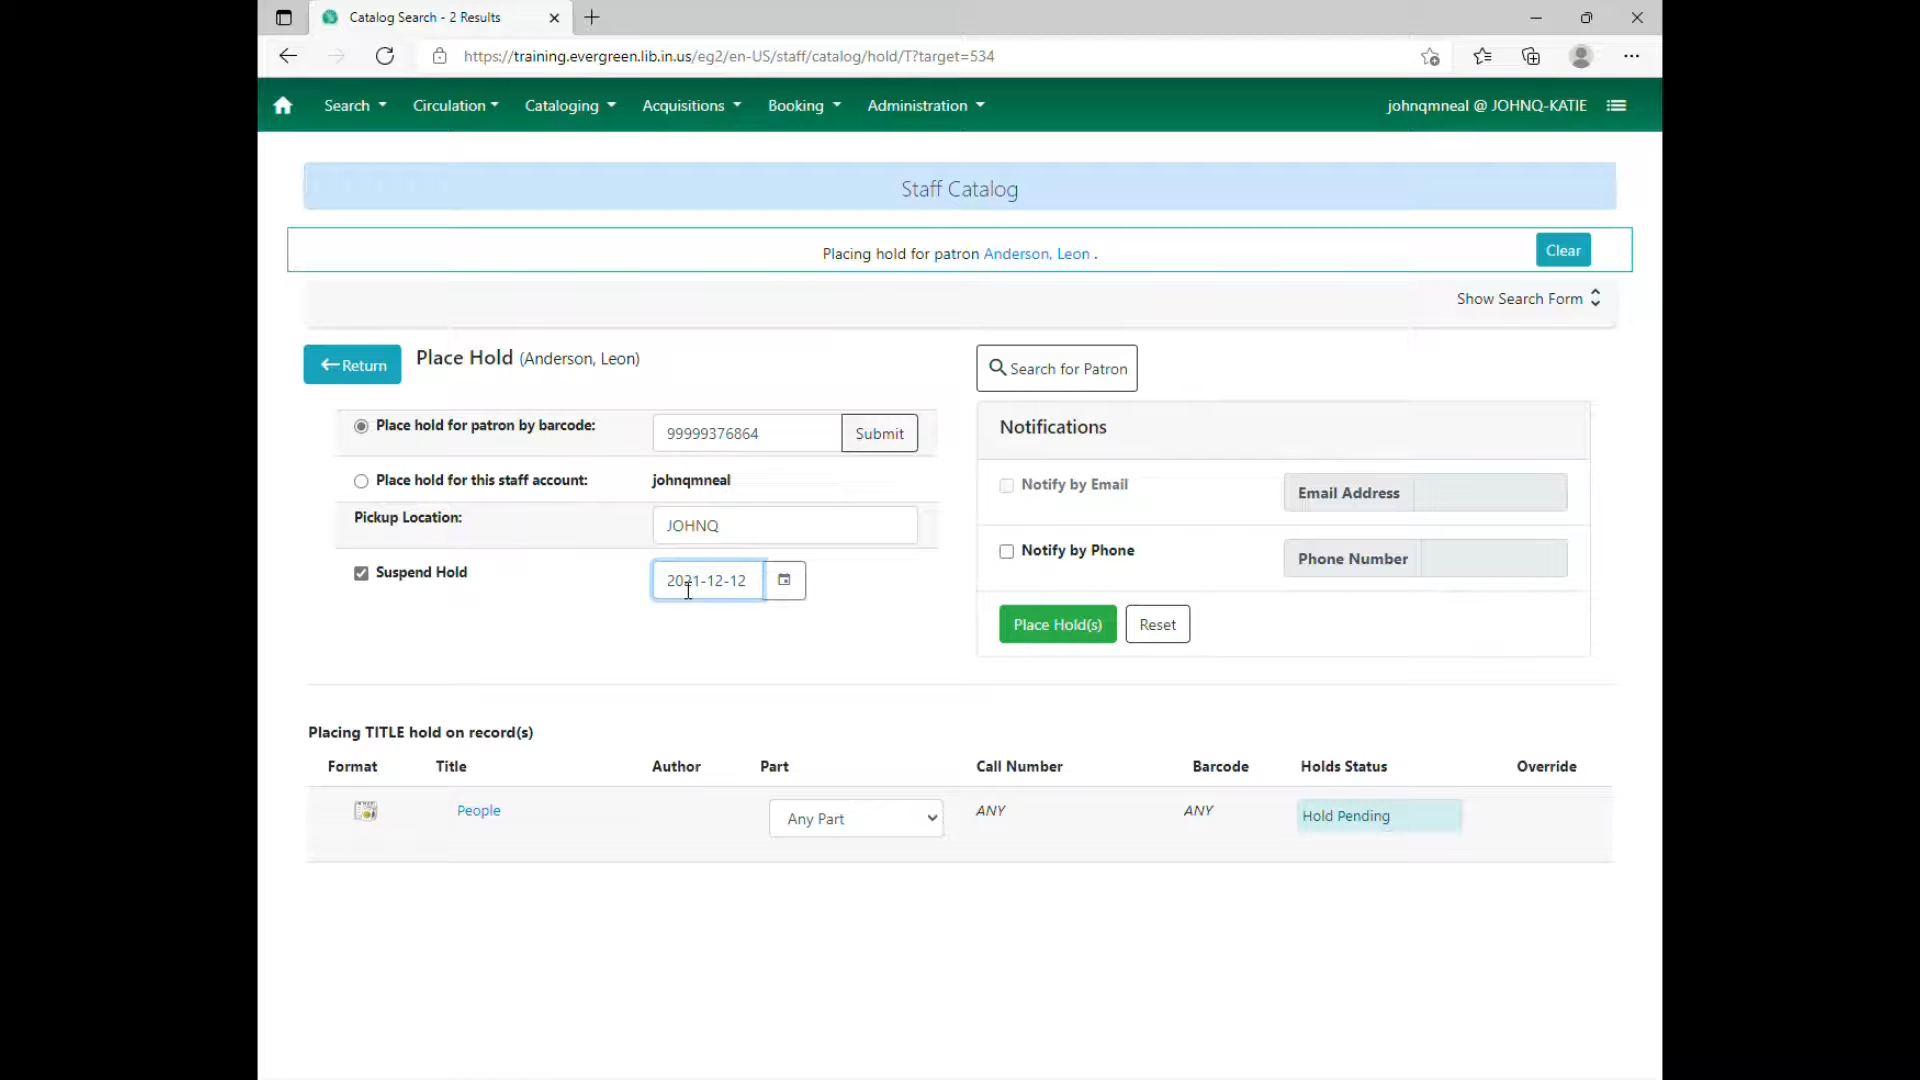 Catalog Search - 2 Results
https://training.evergreen.lib.in.us/eg2/en-US/staff/catalog/hold/T?target=534
Search Circulation Cataloging Acquisitions Booking Administration johnqmneal @ JOHNQ-KATIE
Staff Catalog
Placing hold for patron Anderson, Leon . Clear
Show Search Form
Return Place Hold (Anderson, Leon) Search for Patron
Place hold for patron by barcode: 99999376864 Submit
Place hold for this staff account: johnqmneal
Pickup Location: JOHNQ
Suspend Hold 2021-12-12
Notifications
Notify by Email Email Address
Notify by Phone Phone Number
Place Hold(s) Reset
Placing TITLE hold on record(s)
Format Title Author Part Call Number Barcode Holds Status Override
People Any Part ANY ANY Hold Pending